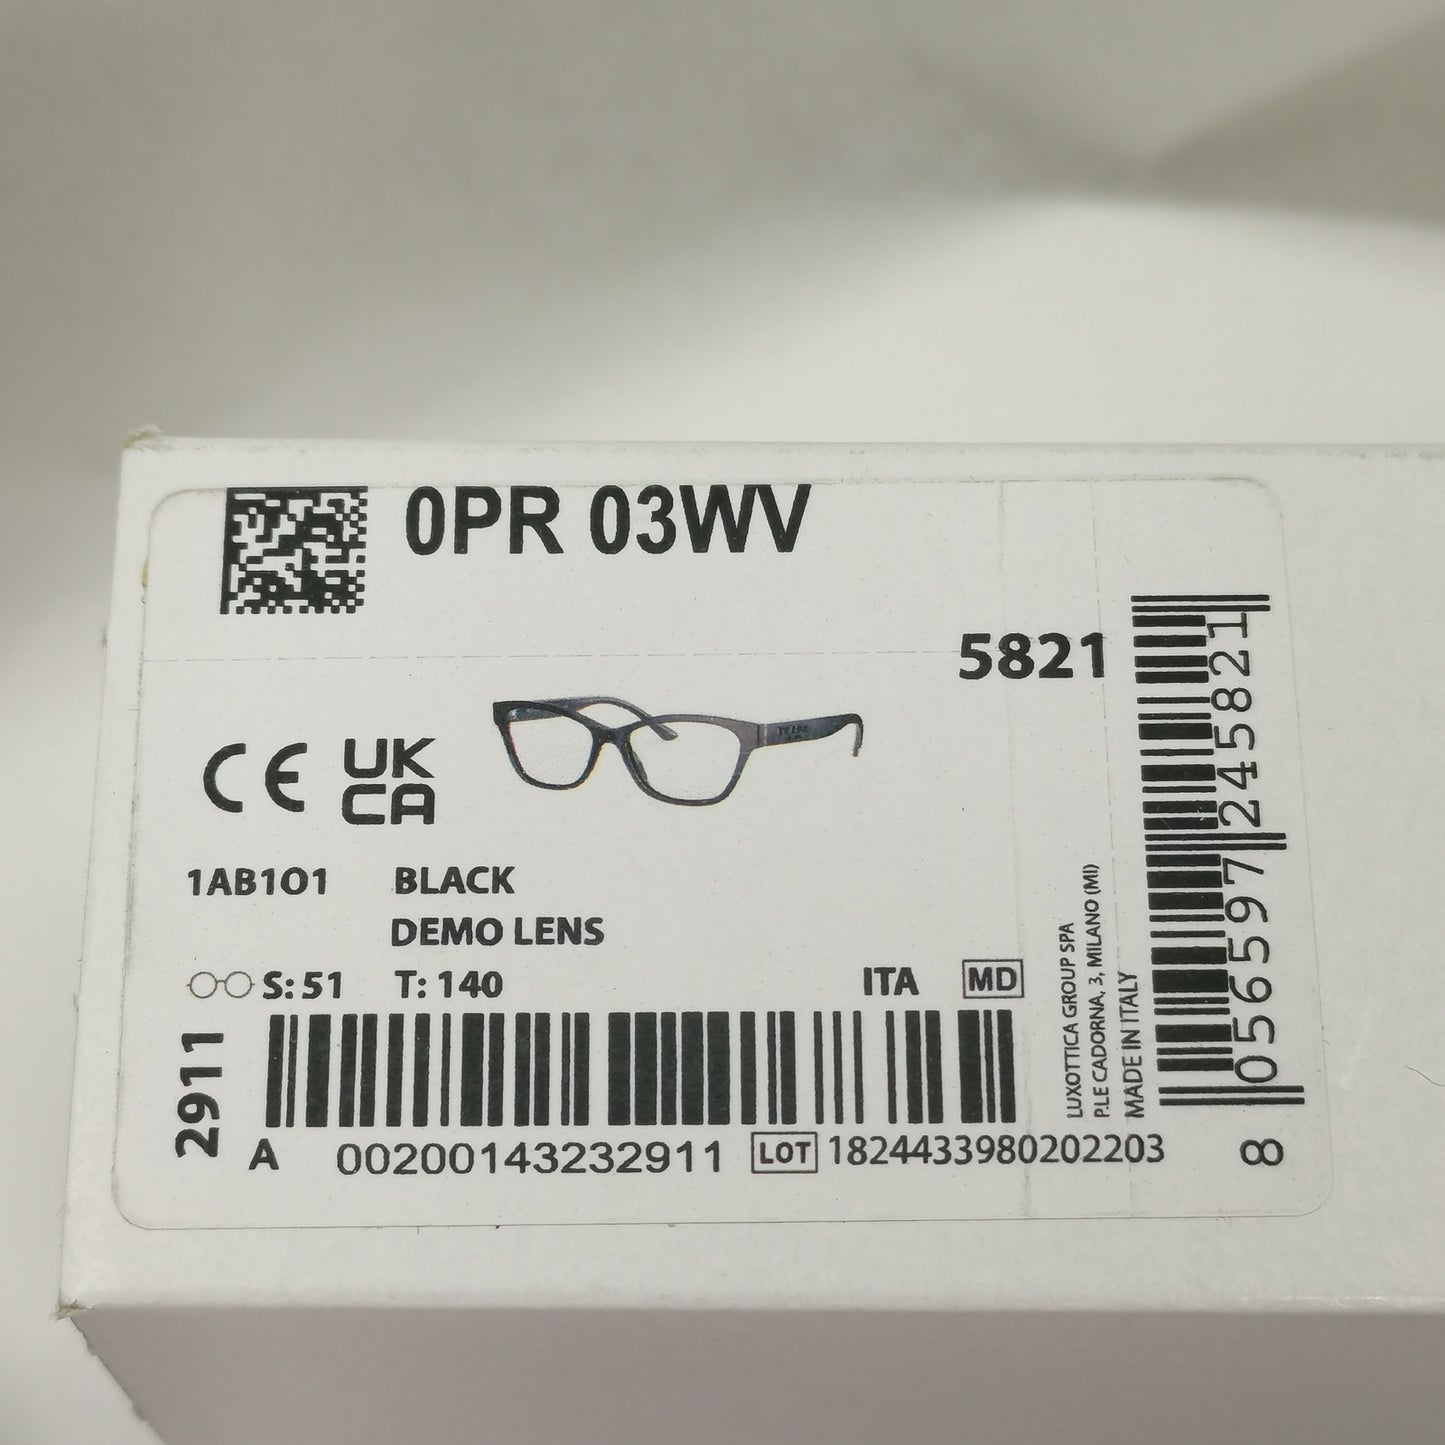 0PR 03WV
5821
CE UK
CA
1AB1O1 BLACK
DEMO LENS
S: 51 T: 140 ITA MD
2911
A 00200143232911 LOT 1824433980202203
LUXOTTICA GROUP SPA
P.LE CADORNA, 3, MILANO (MI)
MADE IN ITALY
8 056597 245821